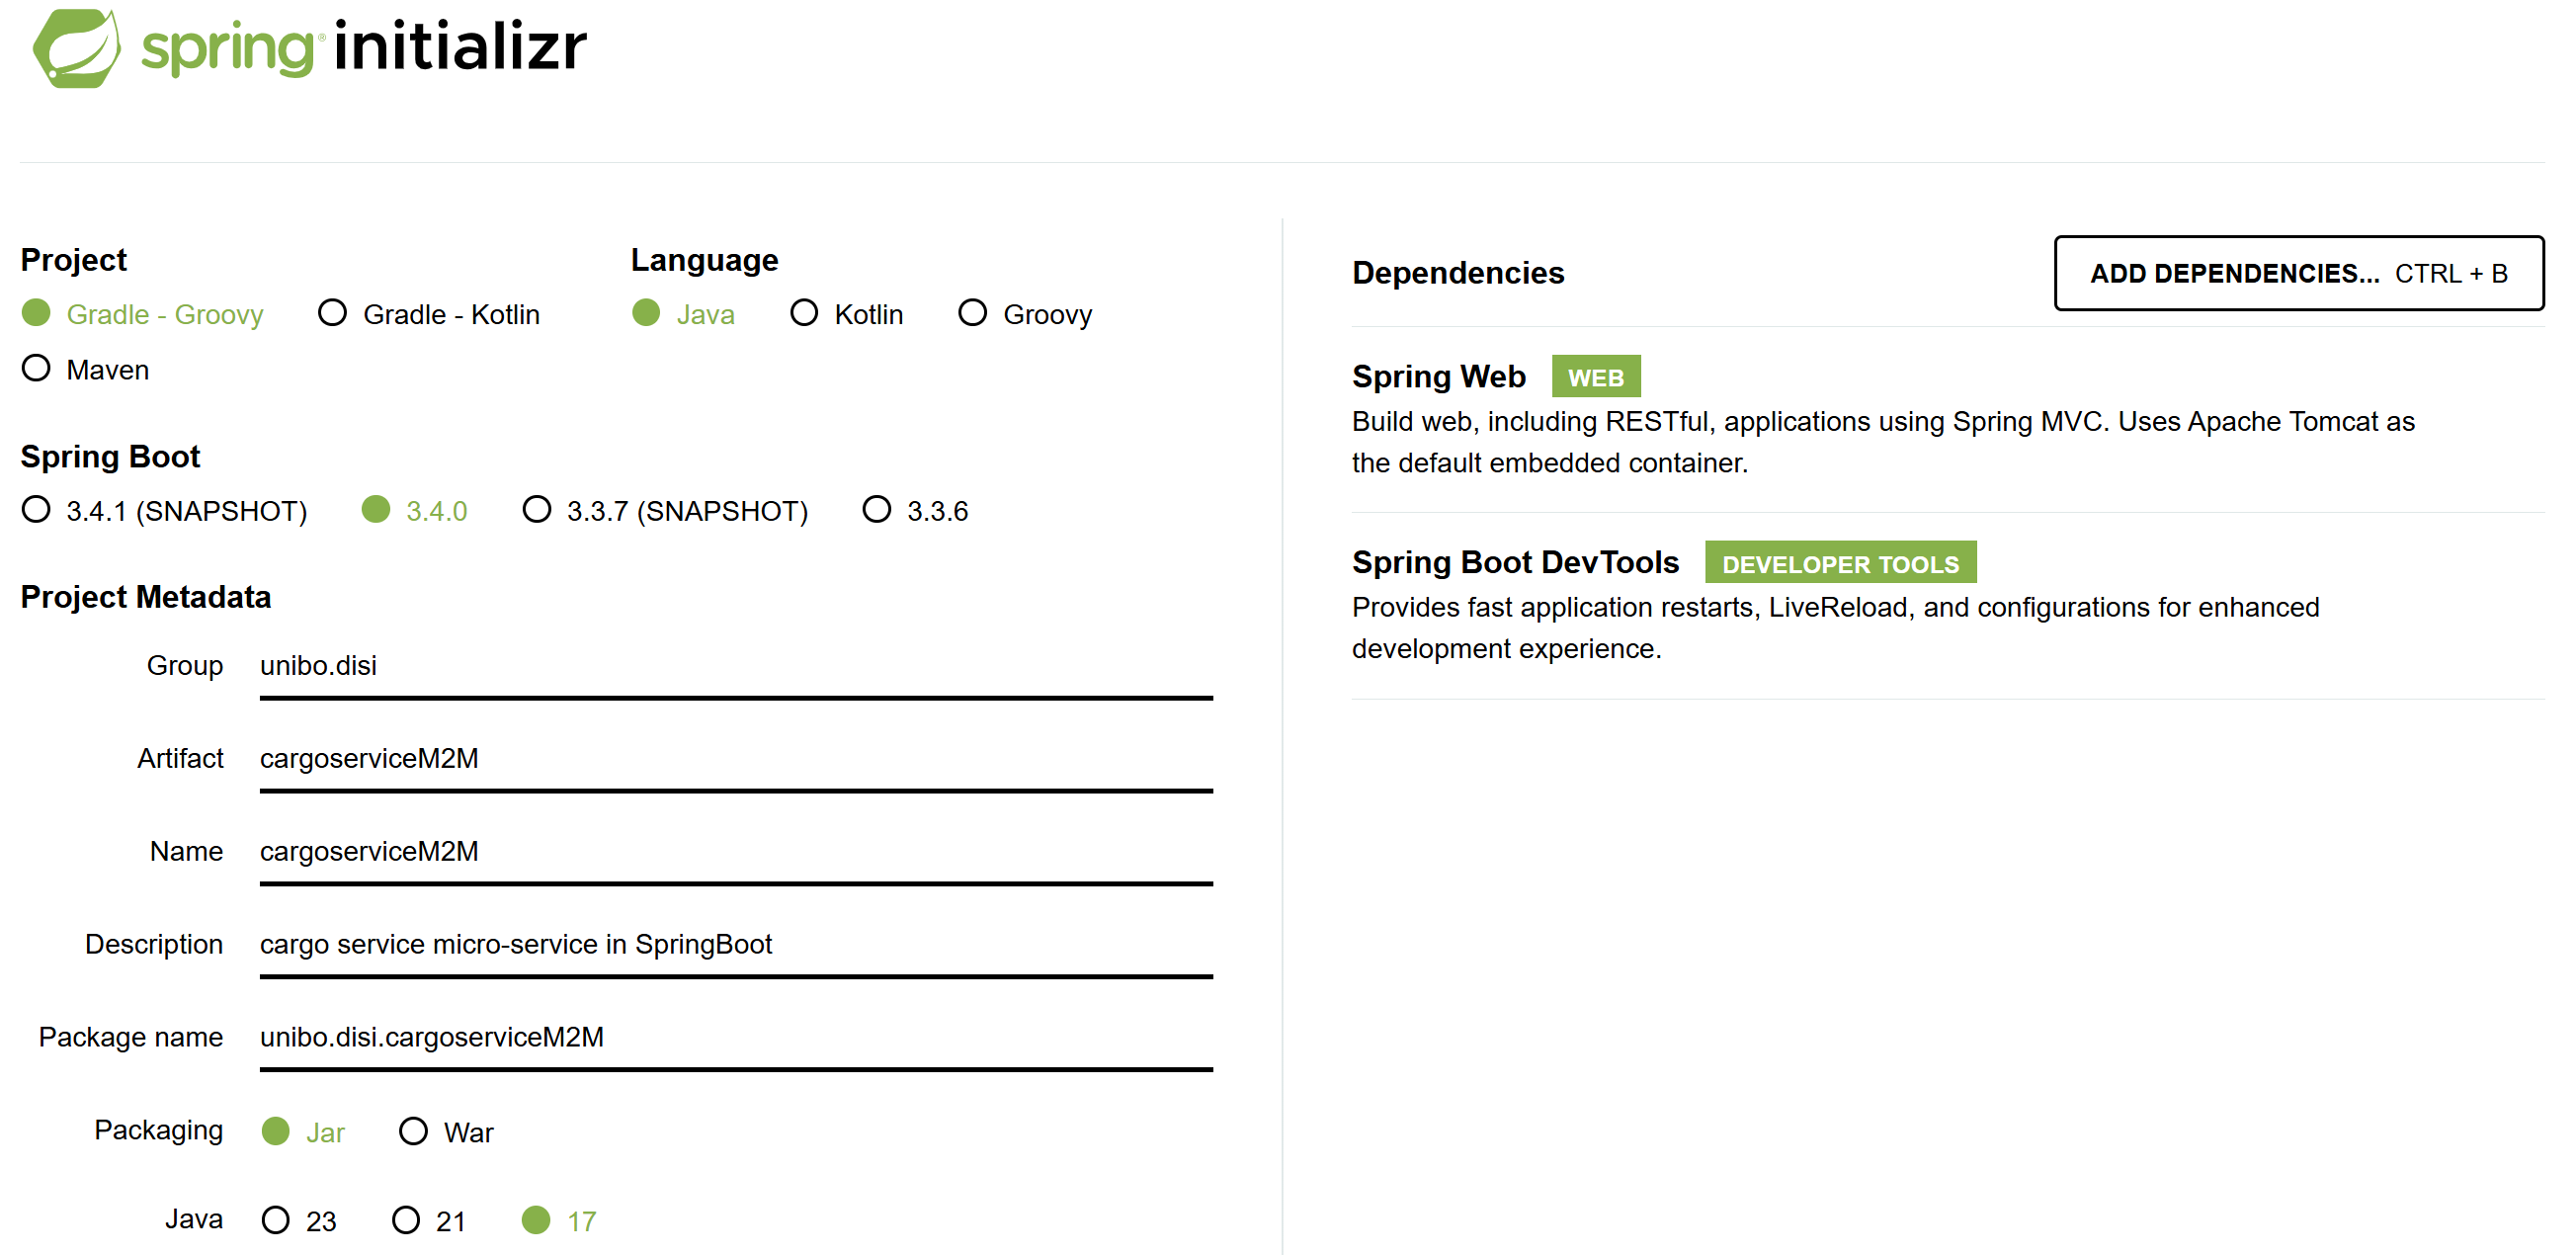 spring® initializr
Project
Gradle - Groovy Gradle - Kotlin
Maven
Language
Java Kotlin Groovy
Spring Boot
3.4.1 (SNAPSHOT) 3.4.0 3.3.7 (SNAPSHOT) 3.3.6
Project Metadata
Group unibo.disi
Artifact cargoserviceM2M
Name cargoserviceM2M
Description cargo service micro-service in SpringBoot
Package name unibo.disi.cargoserviceM2M
Packaging Jar War
Java 23 21 17
Dependencies ADD DEPENDENCIES... CTRL + B
Spring Web WEB
Build web, including RESTful, applications using Spring MVC. Uses Apache Tomcat as
the default embedded container.
Spring Boot DevTools DEVELOPER TOOLS
Provides fast application restarts, LiveReload, and configurations for enhanced
development experience.